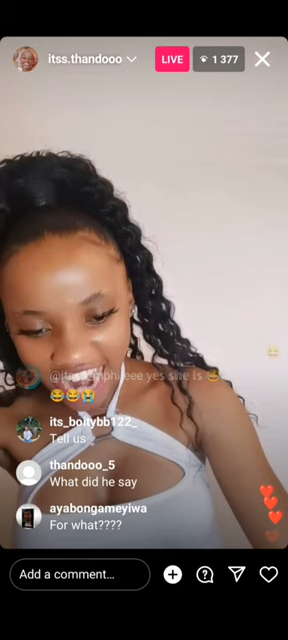 itss.thandooo
LIVE
1 377
yes she is 😂
😂😂😭
its_boitybb122_
Tell us
thandooo_5
What did he say
ayabongameyiwa
For what????
Add a comment...